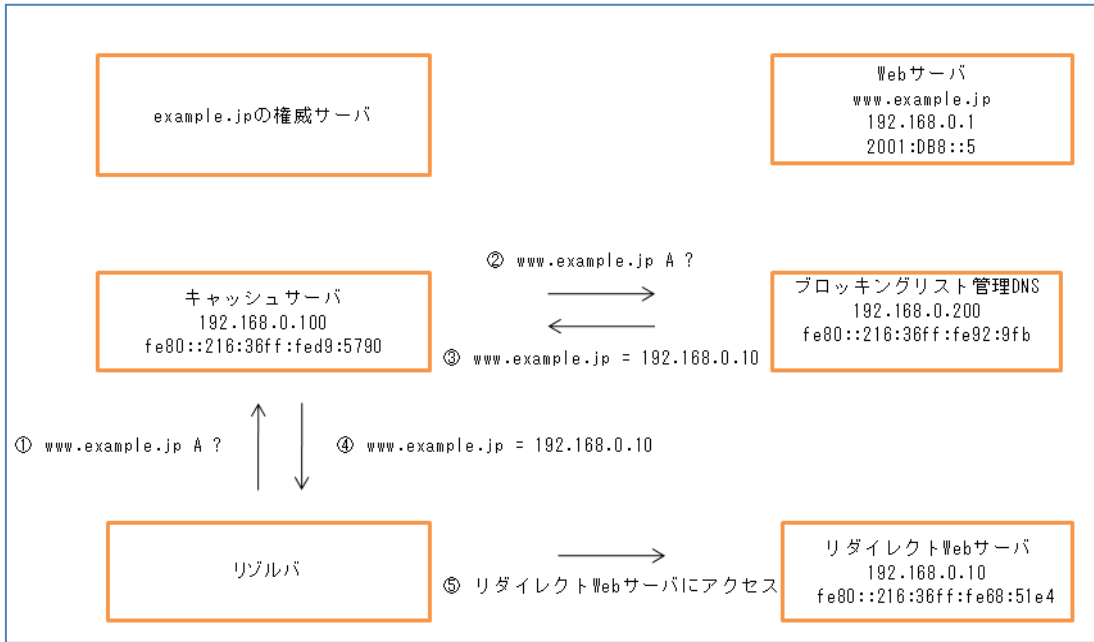 example.jpの権威サーバ
Webサーバ
www.example.jp
192.168.0.1
2001:DB8::5
② www.example.jp A ?
キャッシュサーバ
192.168.0.100
fe80::216:36ff:fed9:5790
ブロッキングリスト管理DNS
192.168.0.200
fe80::216:36ff:fe92:9fb
③ www.example.jp = 192.168.0.10
① www.example.jp A ?
④ www.example.jp = 192.168.0.10
リゾルバ
⑤ リダイレクトWebサーバにアクセス
リダイレクトWebサーバ
192.168.0.10
fe80::216:36ff:fe68:51e4